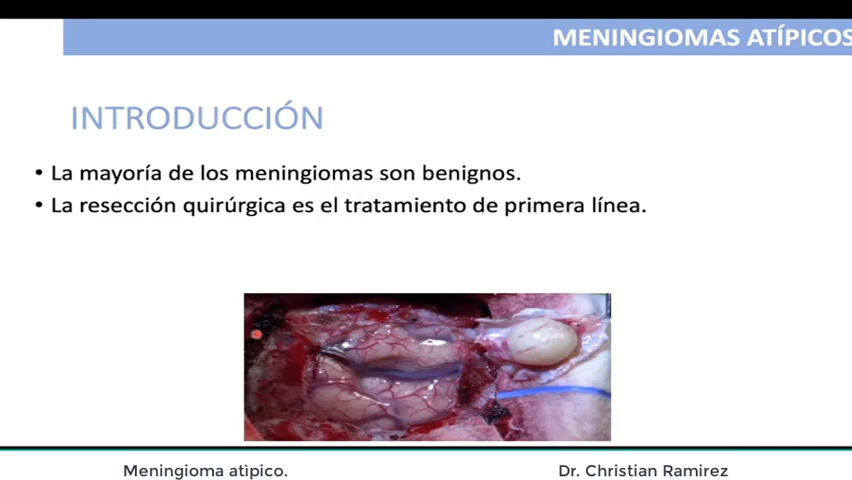 MENINGIOMAS ATÍPICOS
INTRODUCCIÓN
• La mayoría de los meningiomas son benignos.
• La resección quirúrgica es el tratamiento de primera línea.
Meningioma atìpico.
Dr. Christian Ramirez